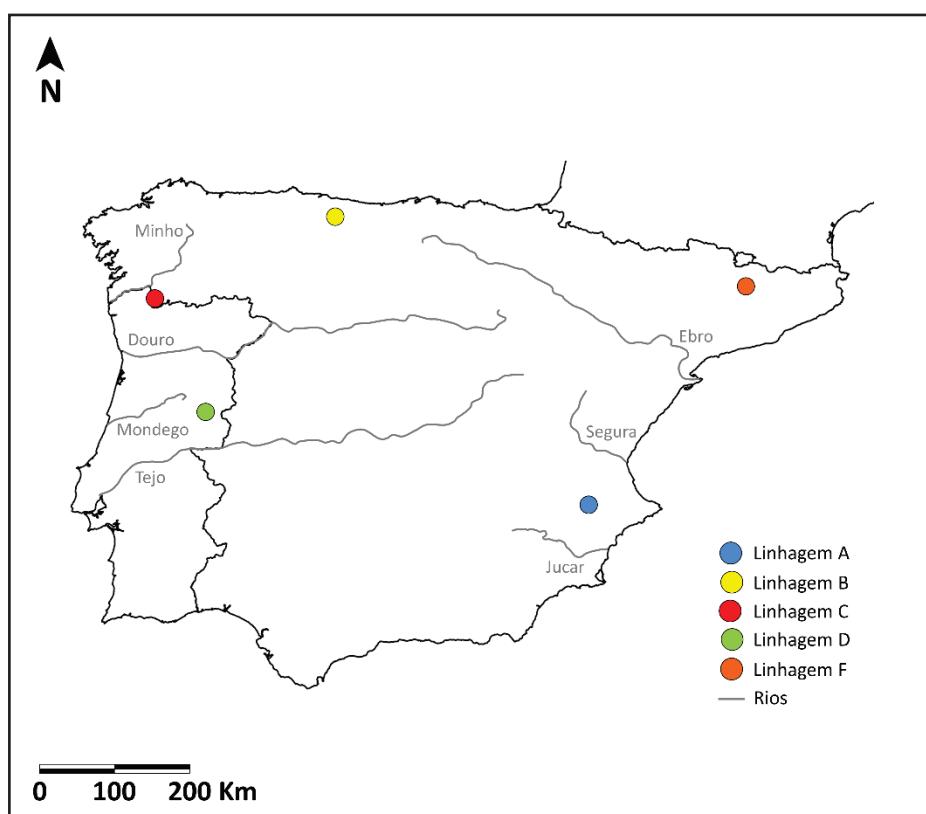 N
Minho
Douro
Ebro
Mondego
Segura
Tejo
Jucar
Linhagem A
Linhagem B
Linhagem C
Linhagem D
Linhagem F
Rios
0 100 200 Km